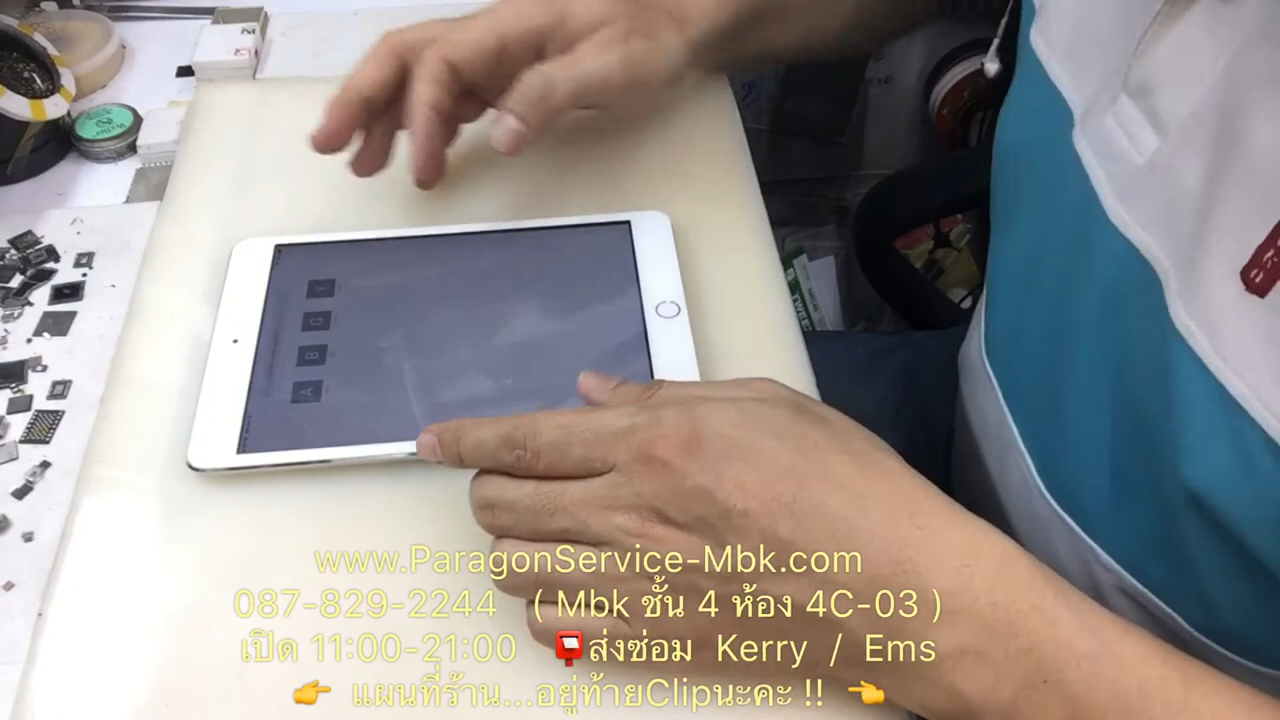 A
B
G
Y
TWEE
www.ParagonService-Mbk.com
087-829-2244 ( Mbk ชั้น 4 ห้อง 4C-03 )
เปิด 11:00-21:00 📮ส่งซ่อม Kerry / Ems
👉 แผนที่ร้าน...อยู่ท้ายClipนะคะ !! 👈